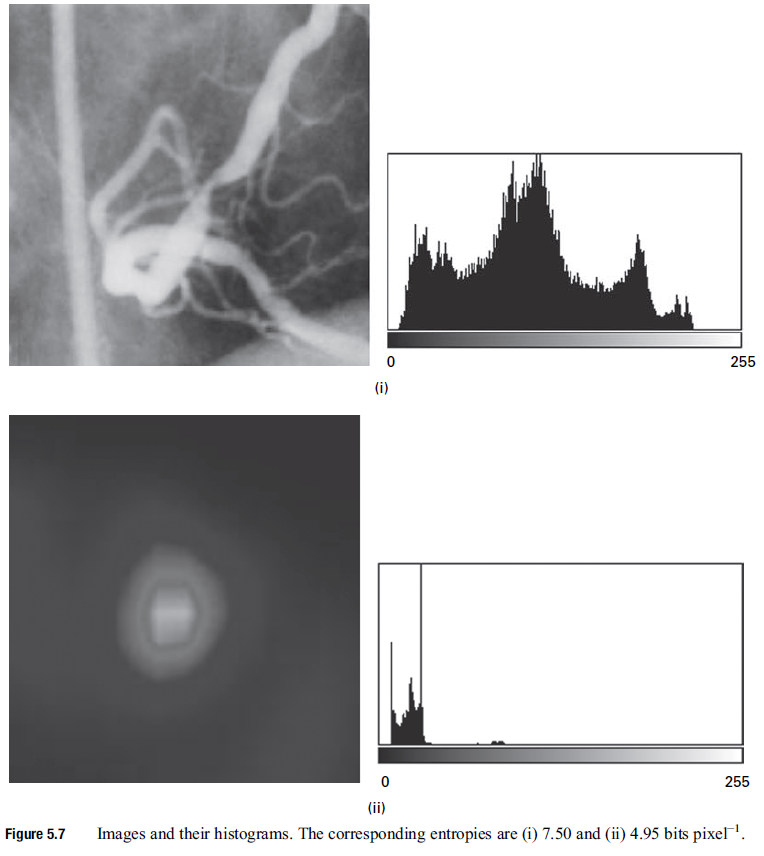 0 255
(i)
0 255
(ii)
Figure 5.7 Images and their histograms. The corresponding entropies are (i) 7.50 and (ii) 4.95 bits pixel⁻¹.